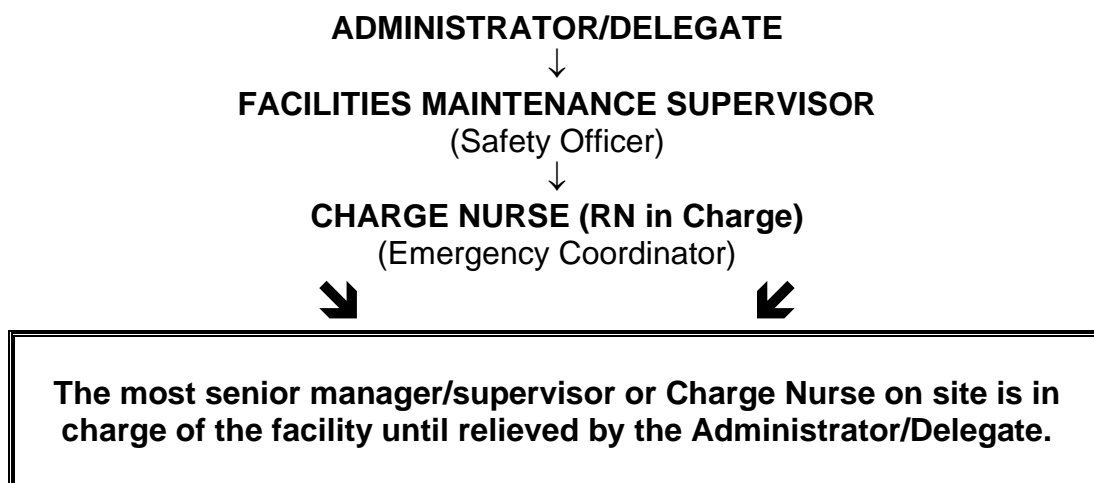 ADMINISTRATOR/DELEGATE
↓
FACILITIES MAINTENANCE SUPERVISOR
(Safety Officer)
↓
CHARGE NURSE (RN in Charge)
(Emergency Coordinator)
The most senior manager/supervisor or Charge Nurse on site is in
charge of the facility until relieved by the Administrator/Delegate.